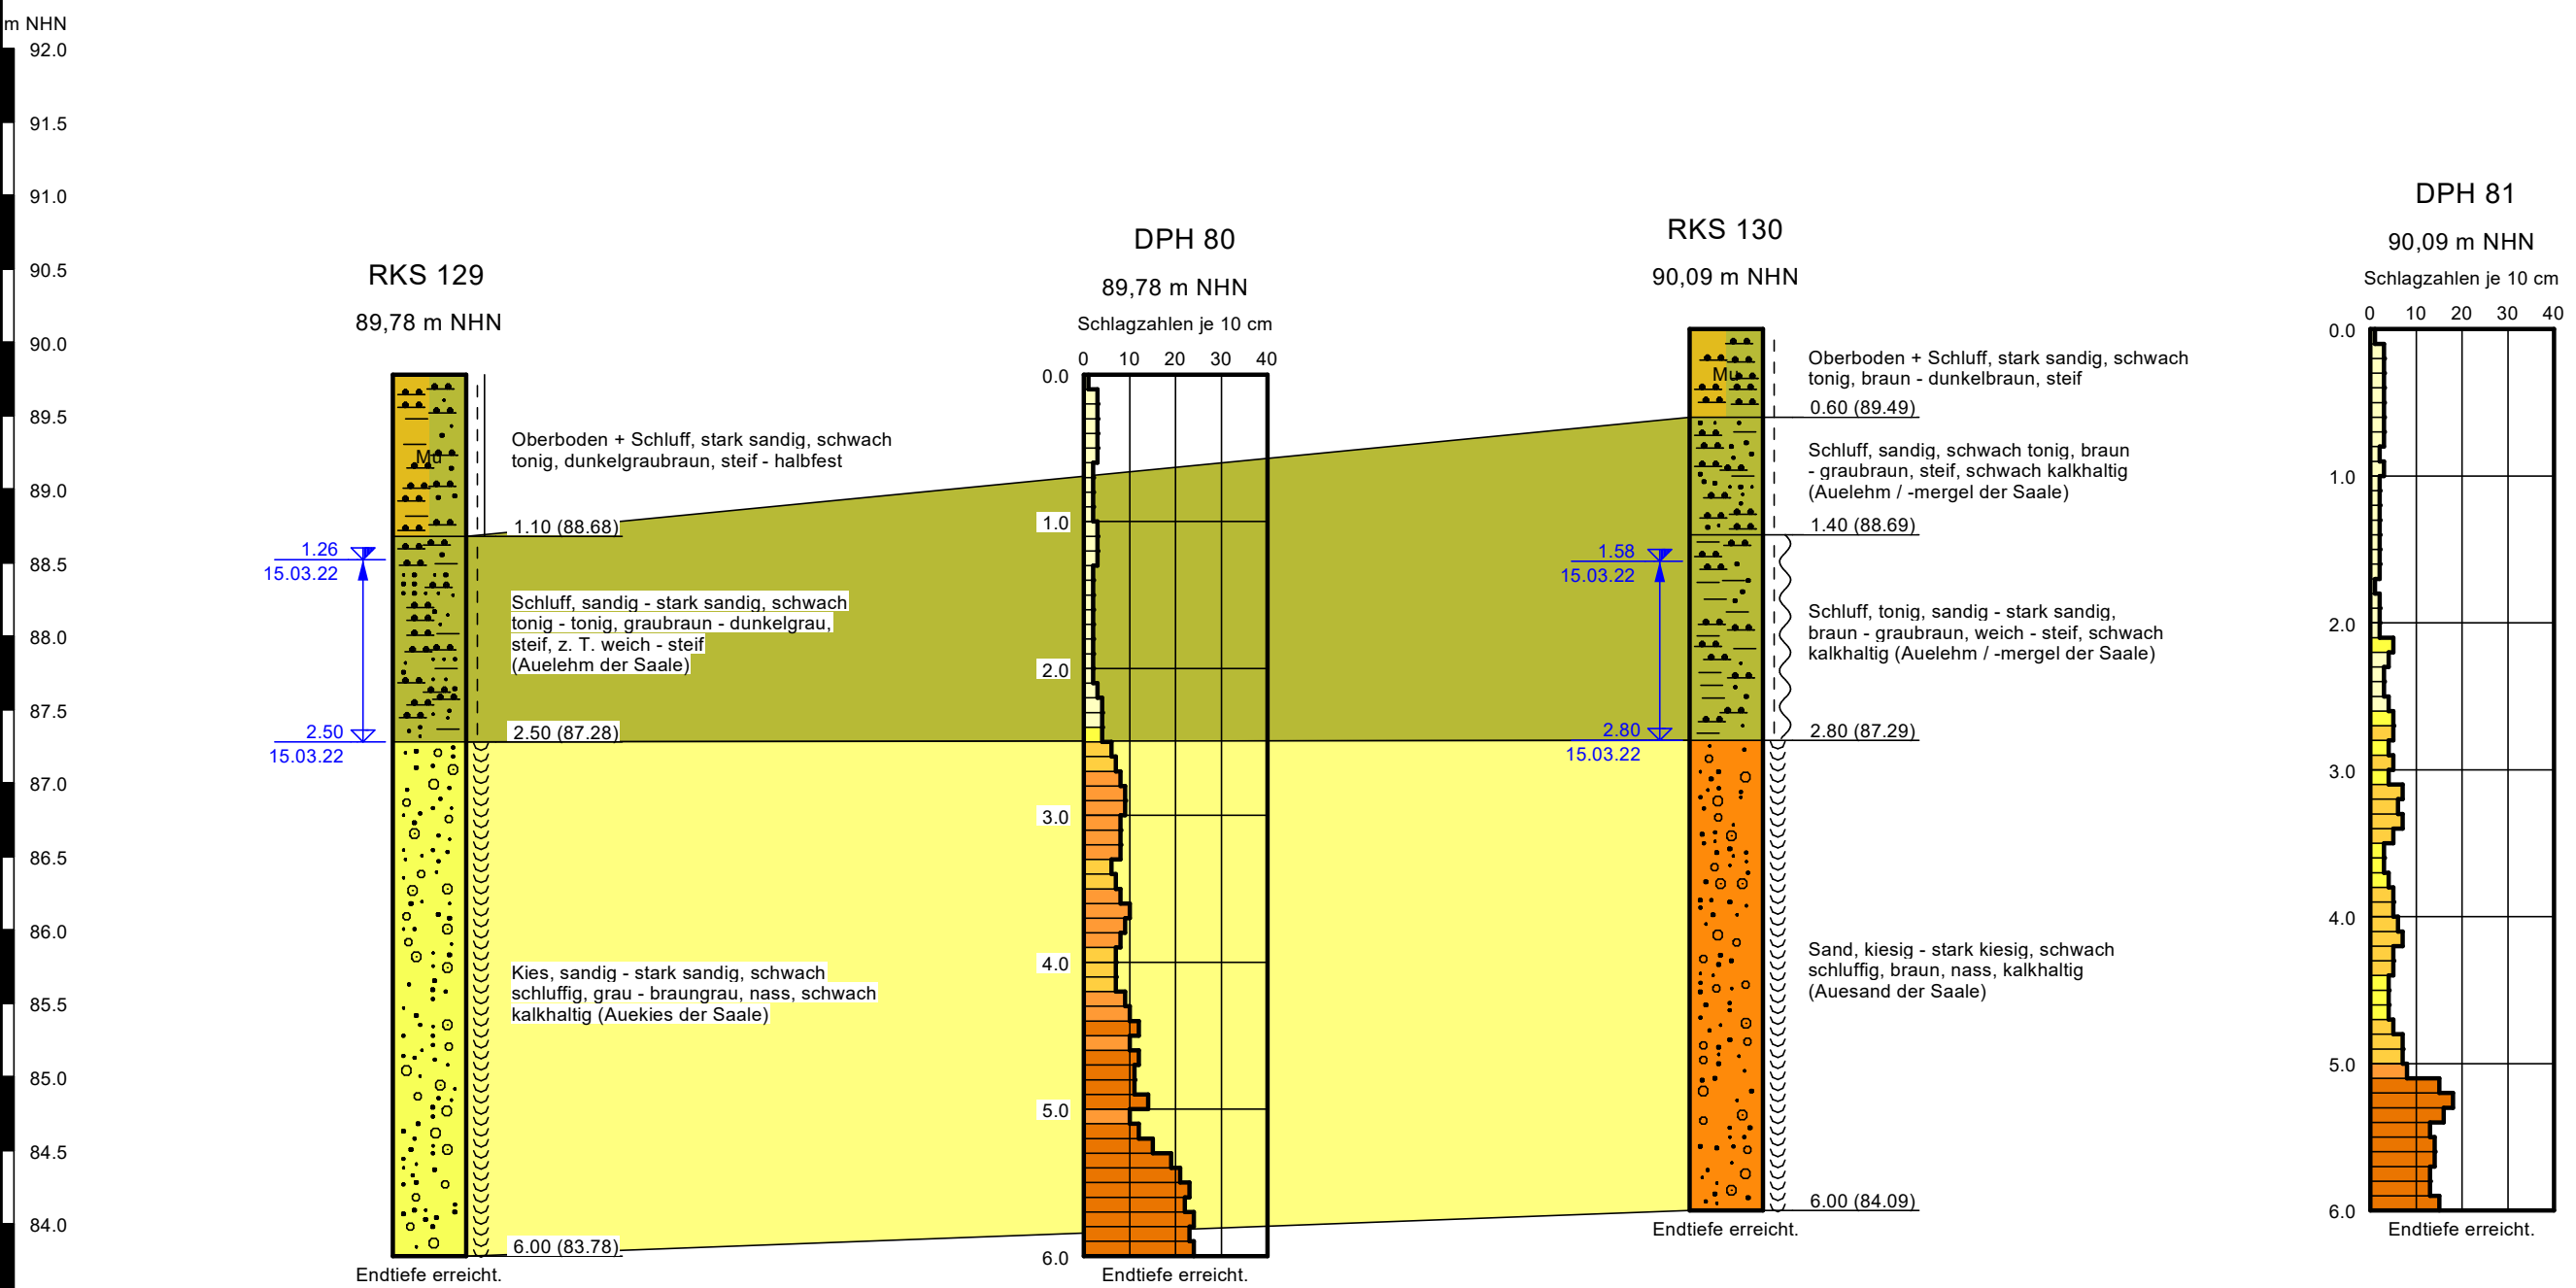 m NHN
92.0
91.5
91.0
90.5
90.0
89.5
89.0
88.5
88.0
87.5
87.0
86.5
86.0
85.5
85.0
84.5
84.0
RKS 129
89,78 m NHN
Mu
Oberboden + Schluff, stark sandig, schwach
tonig, dunkelgraubraun, steif - halbfest
1.10 (88.68)
1.26
15.03.22
Schluff, sandig - stark sandig, schwach
tonig - tonig, graubraun - dunkelgrau,
steif, z. T. weich - steif
(Auelehm der Saale)
2.50
15.03.22
2.50 (87.28)
Kies, sandig - stark sandig, schwach
schluffig, grau - braungrau, nass, schwach
kalkhaltig (Auekies der Saale)
6.00 (83.78)
Endtiefe erreicht.
DPH 80
89,78 m NHN
Schlagzahlen je 10 cm
0 10 20 30 40
0.0
1.0
2.0
3.0
4.0
5.0
6.0
Endtiefe erreicht.
RKS 130
90,09 m NHN
Mu
Oberboden + Schluff, stark sandig, schwach
tonig, braun - dunkelbraun, steif
0.60 (89.49)
Schluff, sandig, schwach tonig, braun
- graubraun, steif, schwach kalkhaltig
(Auelehm / -mergel der Saale)
1.40 (88.69)
1.58
15.03.22
Schluff, tonig, sandig - stark sandig,
braun - graubraun, weich - steif, schwach
kalkhaltig (Auelehm / -mergel der Saale)
2.80
15.03.22
2.80 (87.29)
Sand, kiesig - stark kiesig, schwach
schluffig, braun, nass, kalkhaltig
(Auesand der Saale)
6.00 (84.09)
Endtiefe erreicht.
DPH 81
90,09 m NHN
Schlagzahlen je 10 cm
0 10 20 30 40
0.0
1.0
2.0
3.0
4.0
5.0
6.0
Endtiefe erreicht.